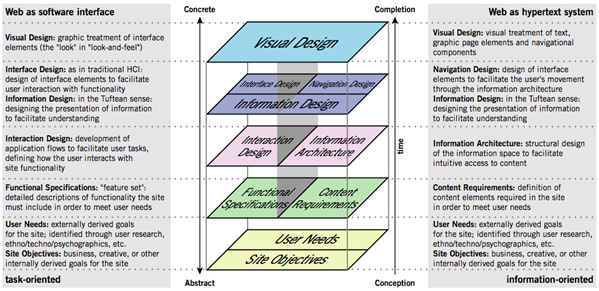 Web as software interface
Visual Design: graphic treatment of interface
elements (the "look" in "look-and-feel")
Interface Design: as in traditional HCI:
design of interface elements to facilitate
user interaction with functionality
Information Design: in the Tuftean sense:
designing the presentation of information
to facilitate understanding
Interaction Design: development of
application flows to facilitate user tasks,
defining how the user interacts with
site functionality
Functional Specifications: "feature set":
detailed descriptions of functionality the site
must include in order to meet user needs
User Needs: externally derived goals
for the site; identified through user research,
ethno/techno/psychographics, etc.
Site Objectives: business, creative, or other
internally derived goals for the site
task-oriented
Concrete
Completion
Visual Design
Interface Design
Navigation Design
Information Design
Interaction
Design
Information
Architecture
Functional
Specifications
Content
Requirements
User Needs
Site Objectives
time
Abstract
Conception
Web as hypertext system
Visual Design: visual treatment of text,
graphic page elements and navigational
components
Navigation Design: design of interface
elements to facilitate the user's movement
through the information architecture
Information Design: in the Tuftean sense:
designing the presentation of information
to facilitate understanding
Information Architecture: structural design
of the information space to facilitate
intuitive access to content
Content Requirements: definition of
content elements required in the site
in order to meet user needs
User Needs: externally derived goals
for the site; identified through user research,
ethno/techno/psychographics, etc.
Site Objectives: business, creative, or other
internally derived goals for the site
information-oriented